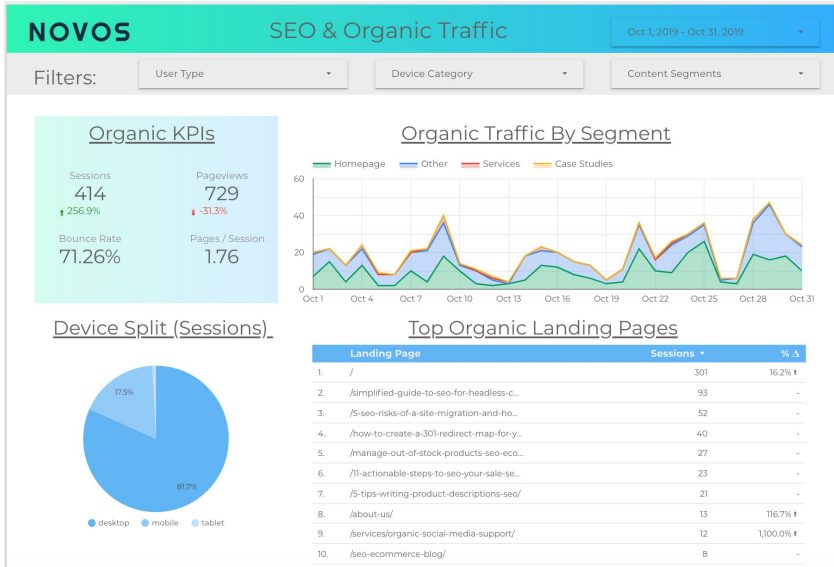 NOVOS
SEO & Organic Traffic
Oct 1, 2019 - Oct 31, 2019
Filters:
User Type
Device Category
Content Segments
Organic KPIs
Sessions
Pageviews
414
729
256.9%
-31.3%
Bounce Rate
Pages / Session
71.26%
1.76
Organic Traffic By Segment
Homepage Other Services Case Studies
60
40
20
0
Oct 1 Oct 4 Oct 7 Oct 10 Oct 13 Oct 16 Oct 19 Oct 22 Oct 25 Oct 28 Oct 31
Device Split (Sessions)
17.5%
81.7%
desktop mobile tablet
Top Organic Landing Pages
Landing Page Sessions % Δ
1. / 301 16.2%
2. /simplified-guide-to-seo-for-headless-c... 93 -
3. /5-seo-risks-of-a-site-migration-and-ho... 52 -
4. /how-to-create-a-301-redirect-map-for-y... 40 -
5. /manage-out-of-stock-products-seo-eco... 27 -
6. /11-actionable-steps-to-seo-your-sale-se... 23 -
7. /5-tips-writing-product-descriptions-seo/ 21 -
8. /about-us/ 13 116.7%
9. /services/organic-social-media-support/ 12 1,100.0%
10. /seo-ecommerce-blog/ 8 -